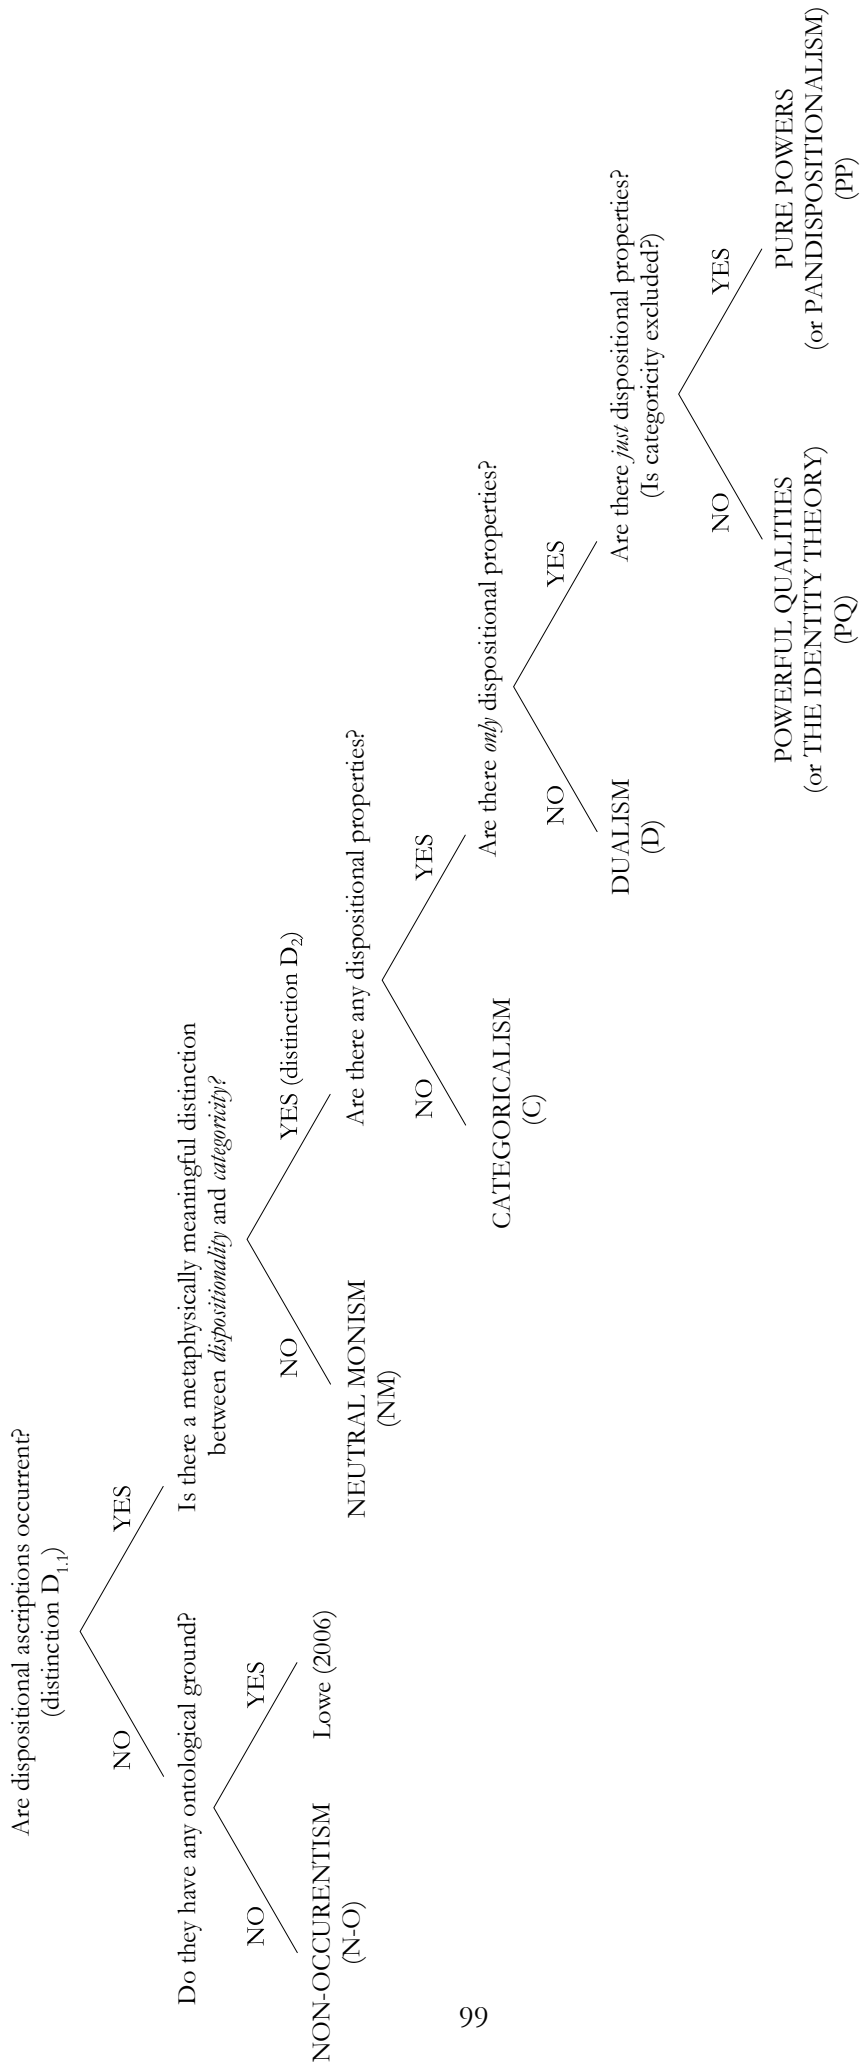 Are dispositional ascriptions occurrent?
(distinction D1.1)
NO
YES
Do they have any ontological ground?
Is there a metaphysically meaningful distinction
between dispositionality and categoricity?
NO
YES
NO
YES (distinction D2)
NON-OCCURENTISM
(N-O)
Lowe (2006)
NEUTRAL MONISM
(NM)
Are there any dispositional properties?
NO
YES
CATEGORICALISM
(C)
Are there only dispositional properties?
NO
YES
DUALISM
(D)
Are there just dispositional properties?
(Is categoricity excluded?)
NO
YES
POWERFUL QUALITIES
(or THE IDENTITY THEORY)
(PQ)
PURE POWERS
(or PANDISPOSITIONALISM)
(PP)
99